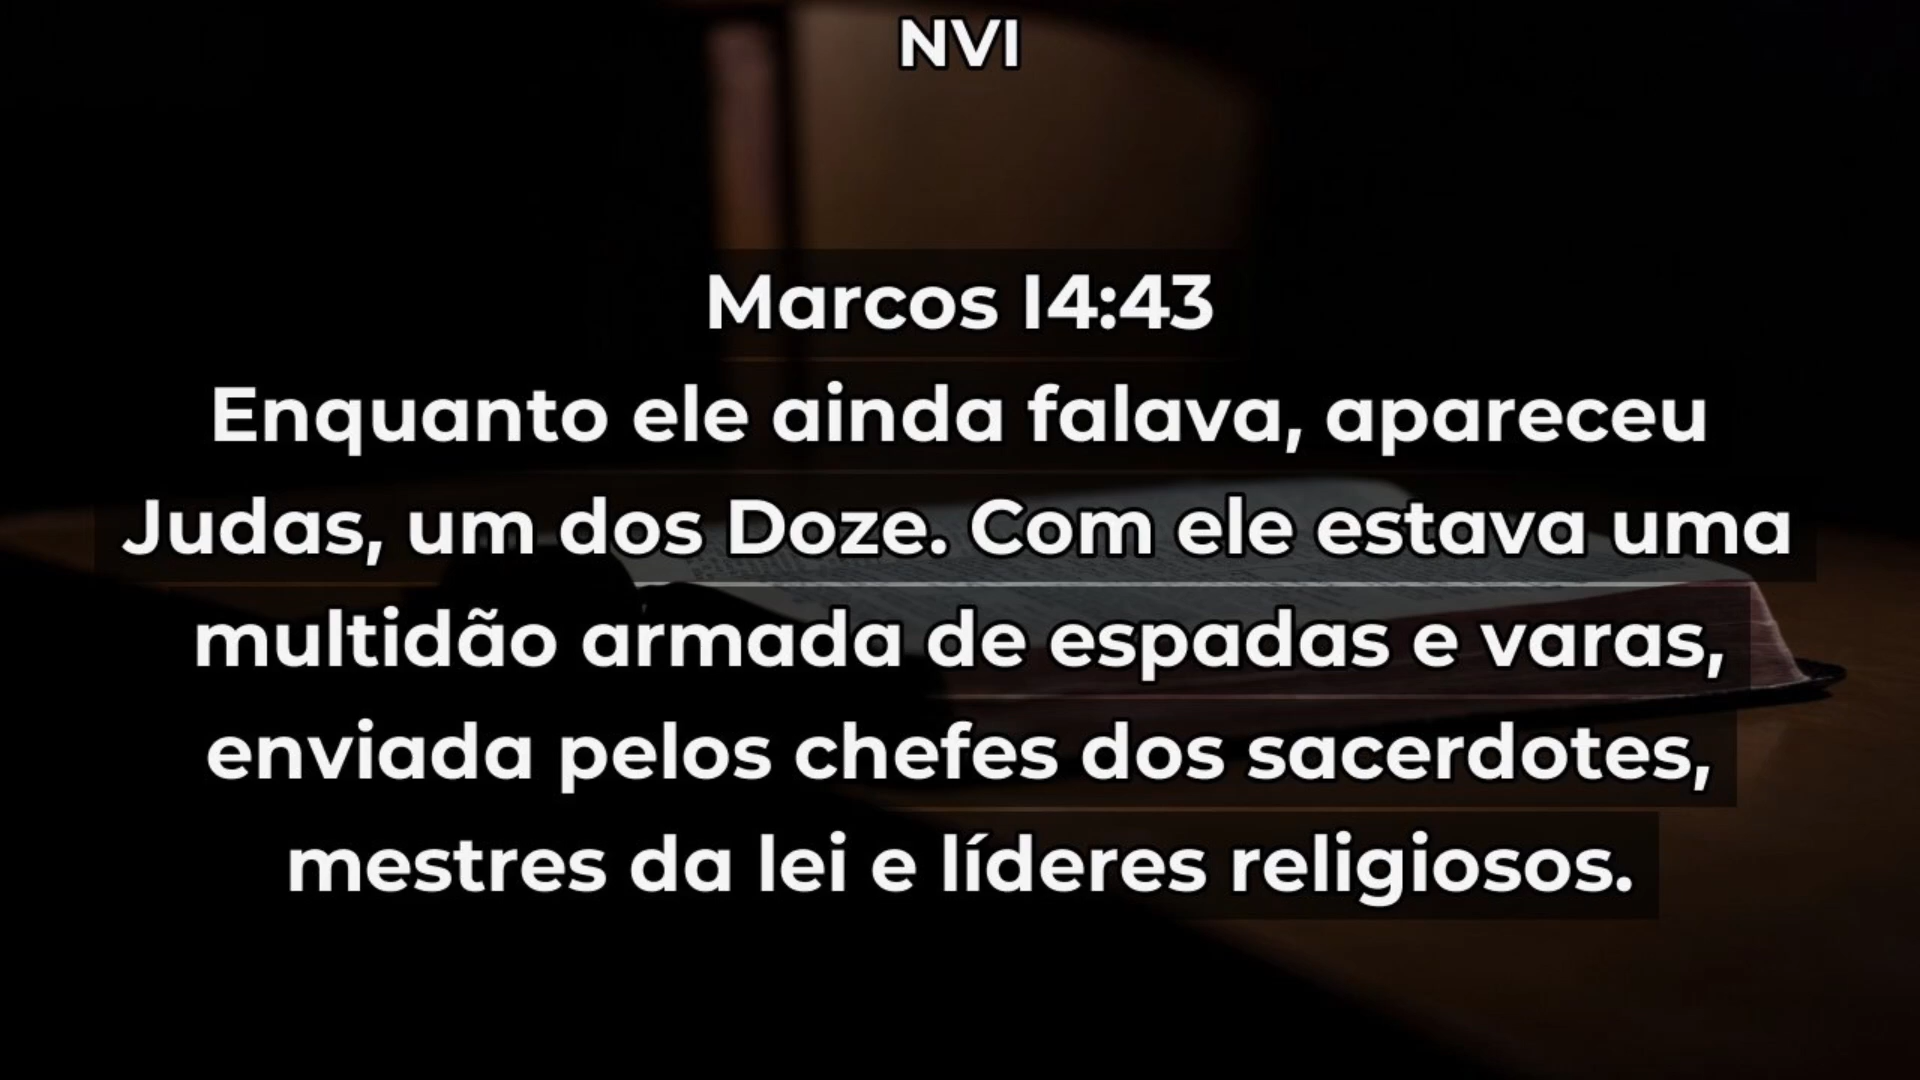 NVI
Marcos 14:43
Enquanto ele ainda falava, apareceu
Judas, um dos Doze. Com ele estava uma
multidão armada de espadas e varas,
enviada pelos chefes dos sacerdotes,
mestres da lei e líderes religiosos.